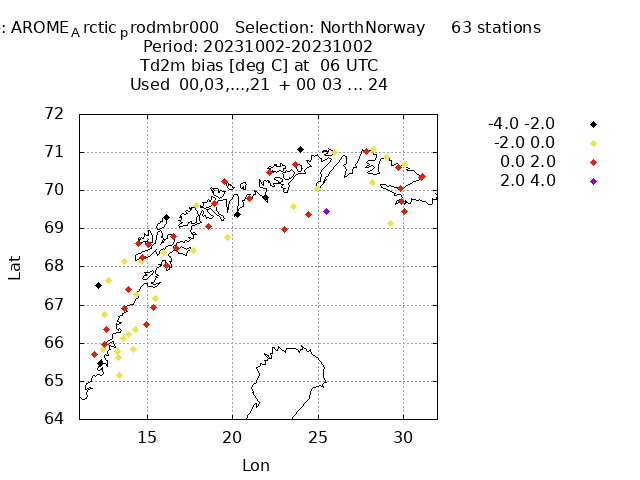 : AROME_Arctic_prodmbr000 Selection: NorthNorway 63 stations
Period: 20231002-20231002
Td2m bias [deg C] at 06 UTC
Used 00,03,...,21 + 00 03 ... 24
72
71
70
69
68
67
66
65
64
15
20
25
30
Lat
Lon
-4.0 -2.0
-2.0 0.0
0.0 2.0
2.0 4.0